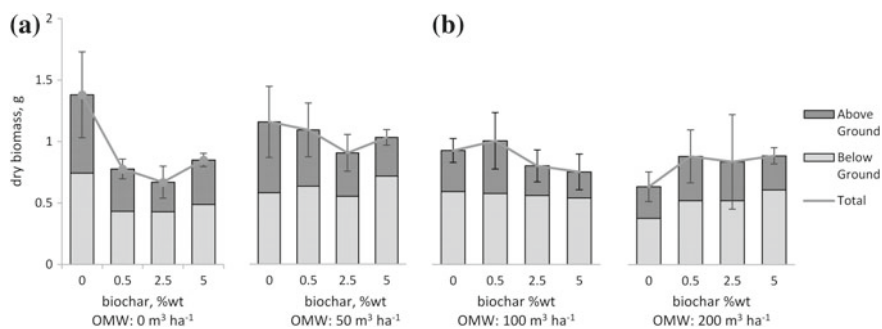 (a)
(b)
2
1.5
1
0.5
0
dry biomass, g
0 0.5 2.5 5
biochar, %wt
OMW: 0 m³ ha⁻¹
0 0.5 2.5 5
biochar, %wt
OMW: 50 m³ ha⁻¹
0 0.5 2.5 5
biochar, %wt
OMW: 100 m³ ha⁻¹
0 0.5 2.5 5
biochar, %wt
OMW: 200 m³ ha⁻¹
Above
Ground
Below
Ground
Total